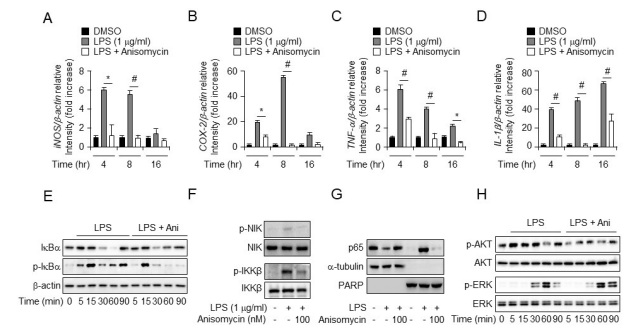 A
DMSO
LPS (1 μg/ml)
LPS + Anisomycin
iNOS/β-actin relative
Intensity (fold increase)
8
6
4
2
0
* #
Time (hr) 4 8 16
B
DMSO
LPS (1 μg/ml)
LPS + Anisomycin
COX-2/β-actin relative
Intensity (fold increase)
60
40
20
0
* #
Time (hr) 4 8 16
C
DMSO
LPS (1 μg/ml)
LPS + Anisomycin
TNF-α/β-actin relative
Intensity (fold increase)
8
6
4
2
0
# # *
Time (hr) 4 8 16
D
DMSO
LPS (1 μg/ml)
LPS + Anisomycin
IL-1β/β-actin relative
Intensity (fold increase)
80
60
40
20
0
# # #
Time (hr) 4 8 16
E
LPS LPS + Ani
IκBα
p-IκBα
β-actin
Time (min) 0 5 15 30 60 90 5 15 30 60 90
F
p-NIK
NIK
p-IKKβ
IKKβ
LPS (1 μg/ml) - + +
Anisomycin (nM) - - 100
G
p65
α-tubulin
PARP
LPS - + + - + +
Anisomycin - - 100 - - 100
H
LPS LPS + Ani
p-AKT
AKT
p-ERK
ERK
Time (min) 0 5 15 30 60 90 5 15 30 60 90